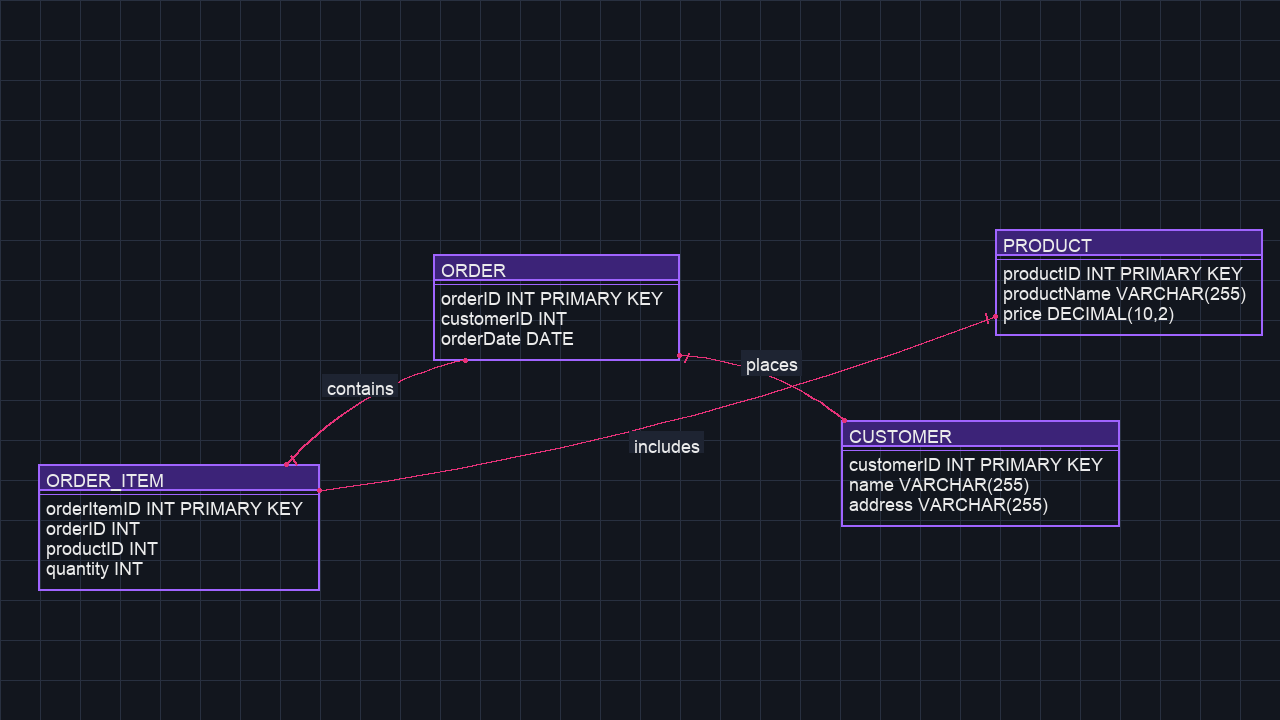 PRODUCT
productID INT PRIMARY KEY
productName VARCHAR(255)
price DECIMAL(10,2)
ORDER
orderID INT PRIMARY KEY
customerID INT
orderDate DATE
places
contains
includes
CUSTOMER
customerID INT PRIMARY KEY
name VARCHAR(255)
address VARCHAR(255)
ORDER_ITEM
orderItemID INT PRIMARY KEY
orderID INT
productID INT
quantity INT